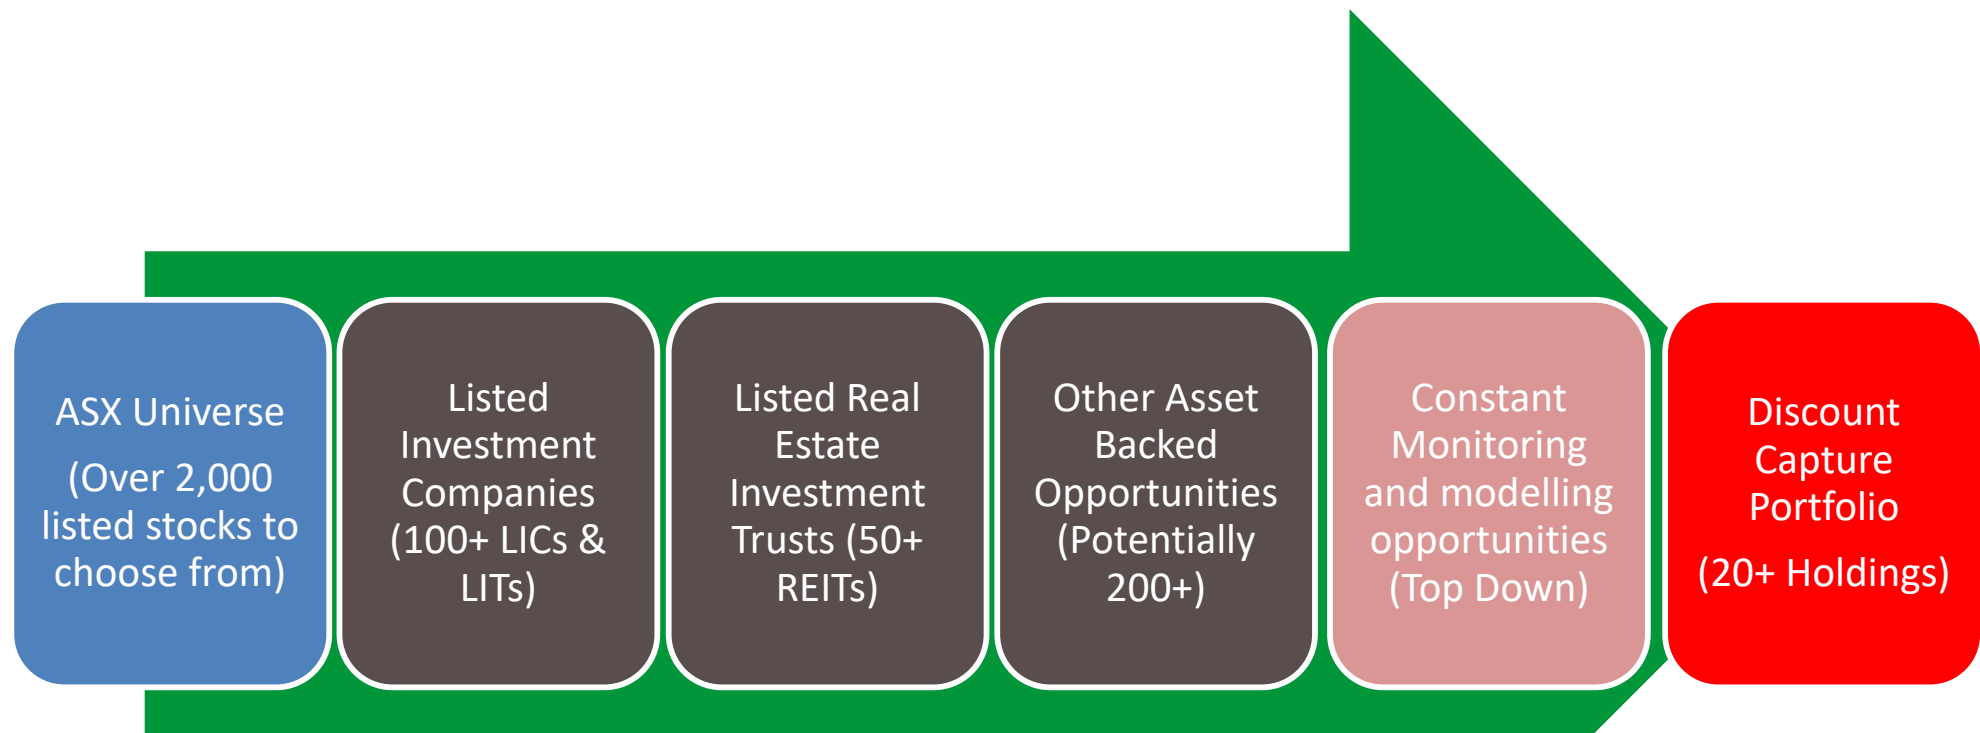 ASX Universe
(Over 2,000
listed stocks to
choose from)
Listed
Investment
Companies
(100+ LICs &
LITs)
Listed Real
Estate
Investment
Trusts (50+
REITs)
Other Asset
Backed
Opportunities
(Potentially
200+)
Constant
Monitoring
and modelling
opportunities
(Top Down)
Discount
Capture
Portfolio
(20+ Holdings)